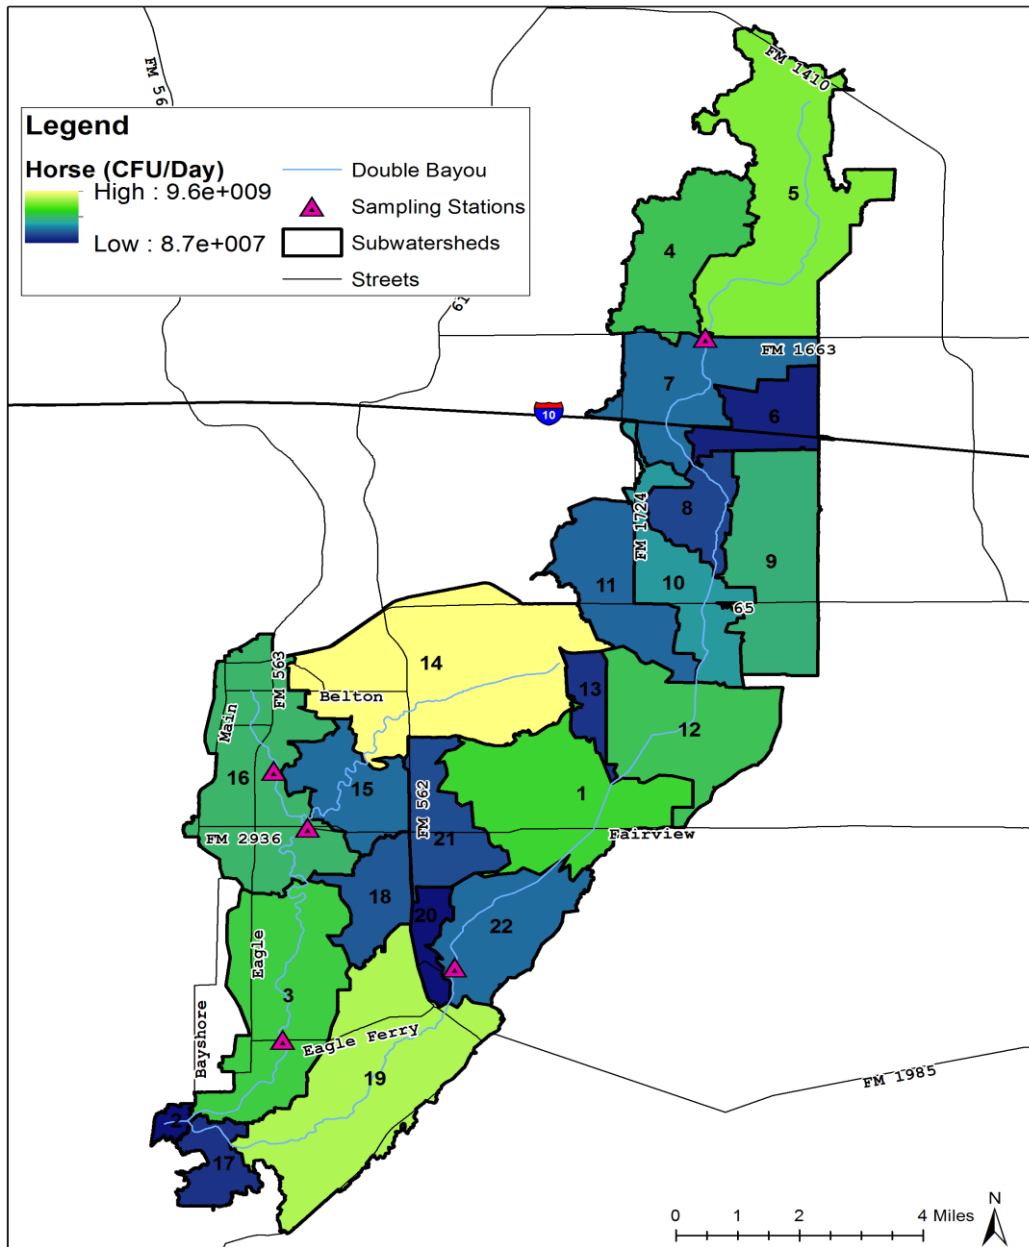 FM 1410
FM 56
Legend
Horse (CFU/Day)
High : 9.6e+009
Low : 8.7e+007
Double Bayou
Sampling Stations
Subwatersheds
Streets
5
4
61
FM 1663
7
10
6
8
FM 1724
9
11
10
65
14
FM 563
Belton
13
Main
12
16
15
FM 562
1
FM 2936
21
Fairview
18
20
22
Eagle
3
Bayshore
Eagle Ferry
19
FM 1985
2
17
N
0 1 2 4 Miles